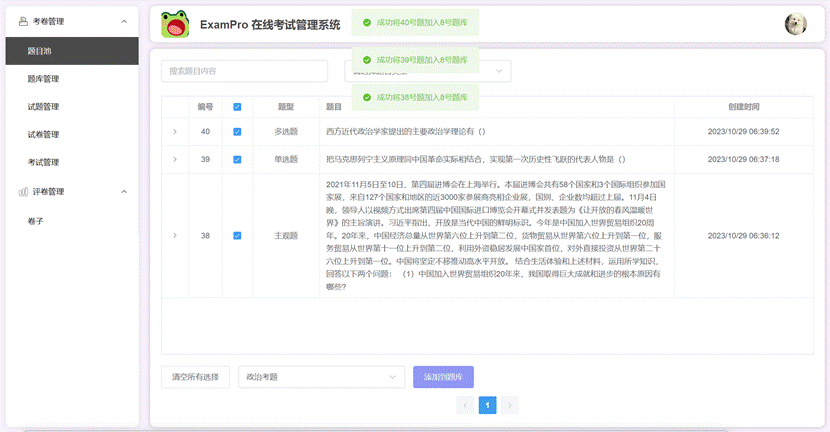 考卷管理
题目池
题库管理
试题管理
试卷管理
考试管理
评卷管理
卷子
ExamPro 在线考试管理系统
成功将40号题加入8号题库
成功将39号题加入8号题库
成功将38号题加入8号题库
搜索题目内容
编号 题型 题目 创建时间
40 多选题 西方近代政治学家提出的主要政治学理论有（） 2023/10/29 06:39:52
39 单选题 把马克思列宁主义原理同中国革命实际相结合，实现第一次历史性飞跃的代表人物是（） 2023/10/29 06:37:18
2021年11月5日至10日，第四届进博会在上海举行。本届进博会共有58个国家和3个国际组织参加国
家展，来自127个国家和地区的近3000家参展商亮相企业展，国别、企业数均超过上届。11月4日
晚，领导人以视频方式出席第四届中国国际进口博览会开幕式并发表题为《让开放的春风温暖世
界》的主旨演讲。习近平指出，开放是当代中国的鲜明标识。今年是中国加入世界贸易组织20周
年。20年来，中国经济总量从世界第六位上升到第二位，货物贸易从世界第六位上升到第一位，服
务贸易从世界第十一位上升到第二位，利用外资稳居发展中国家首位，对外直接投资从世界第二十
六位上升到第一位。中国将坚定不移推动高水平开放。 结合生活体验和上述材料，运用所学知识，
回答以下两个问题： （1）中国加入世界贸易组织20年来，我国取得巨大成就和进步的根本原因有
哪些?
38 主观题 2023/10/29 06:36:12
清空所有选择
政治考题
添加到题库
1